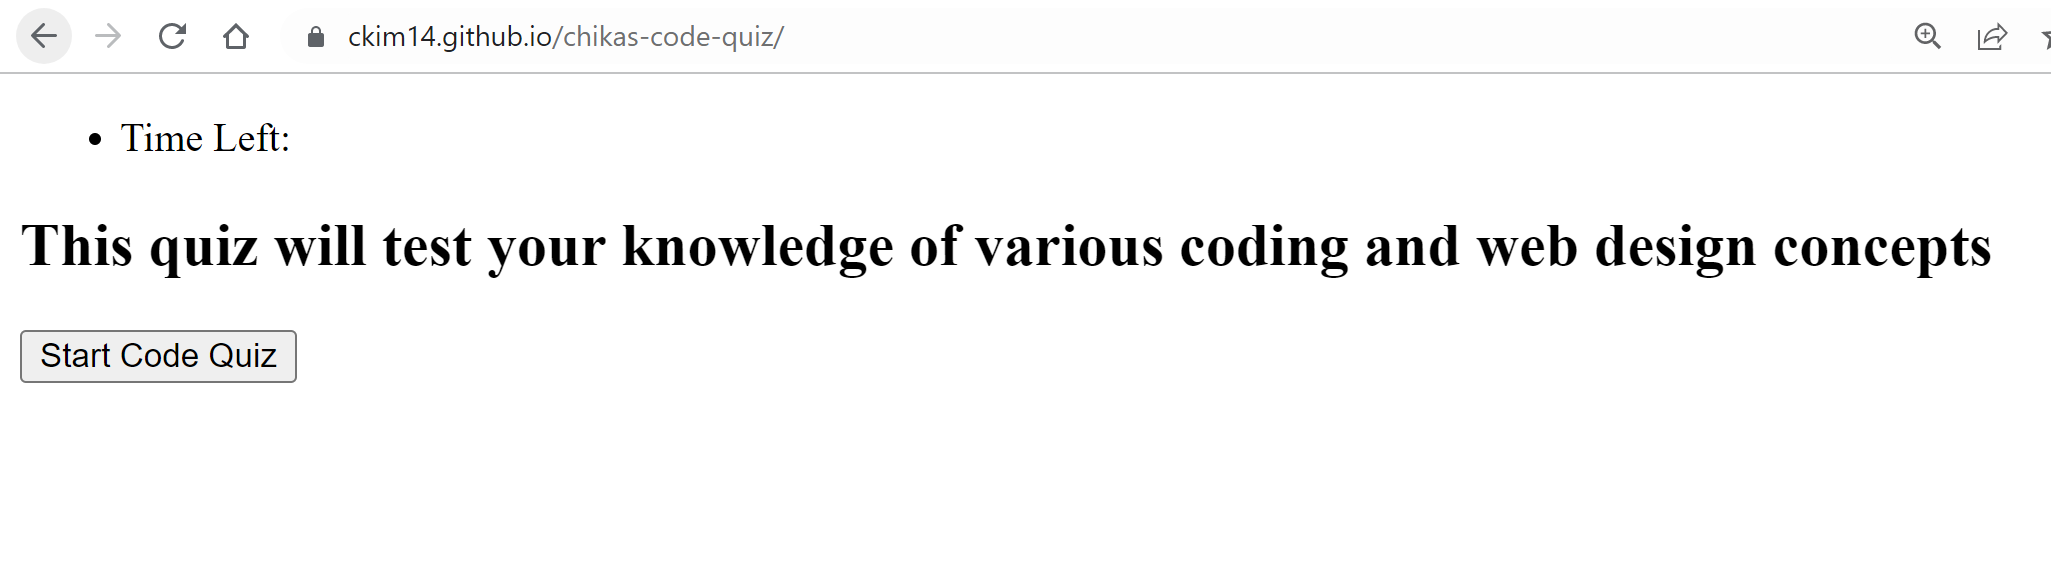 ckim14.github.io/chikas-code-quiz/
Time Left:
This quiz will test your knowledge of various coding and web design concepts
Start Code Quiz